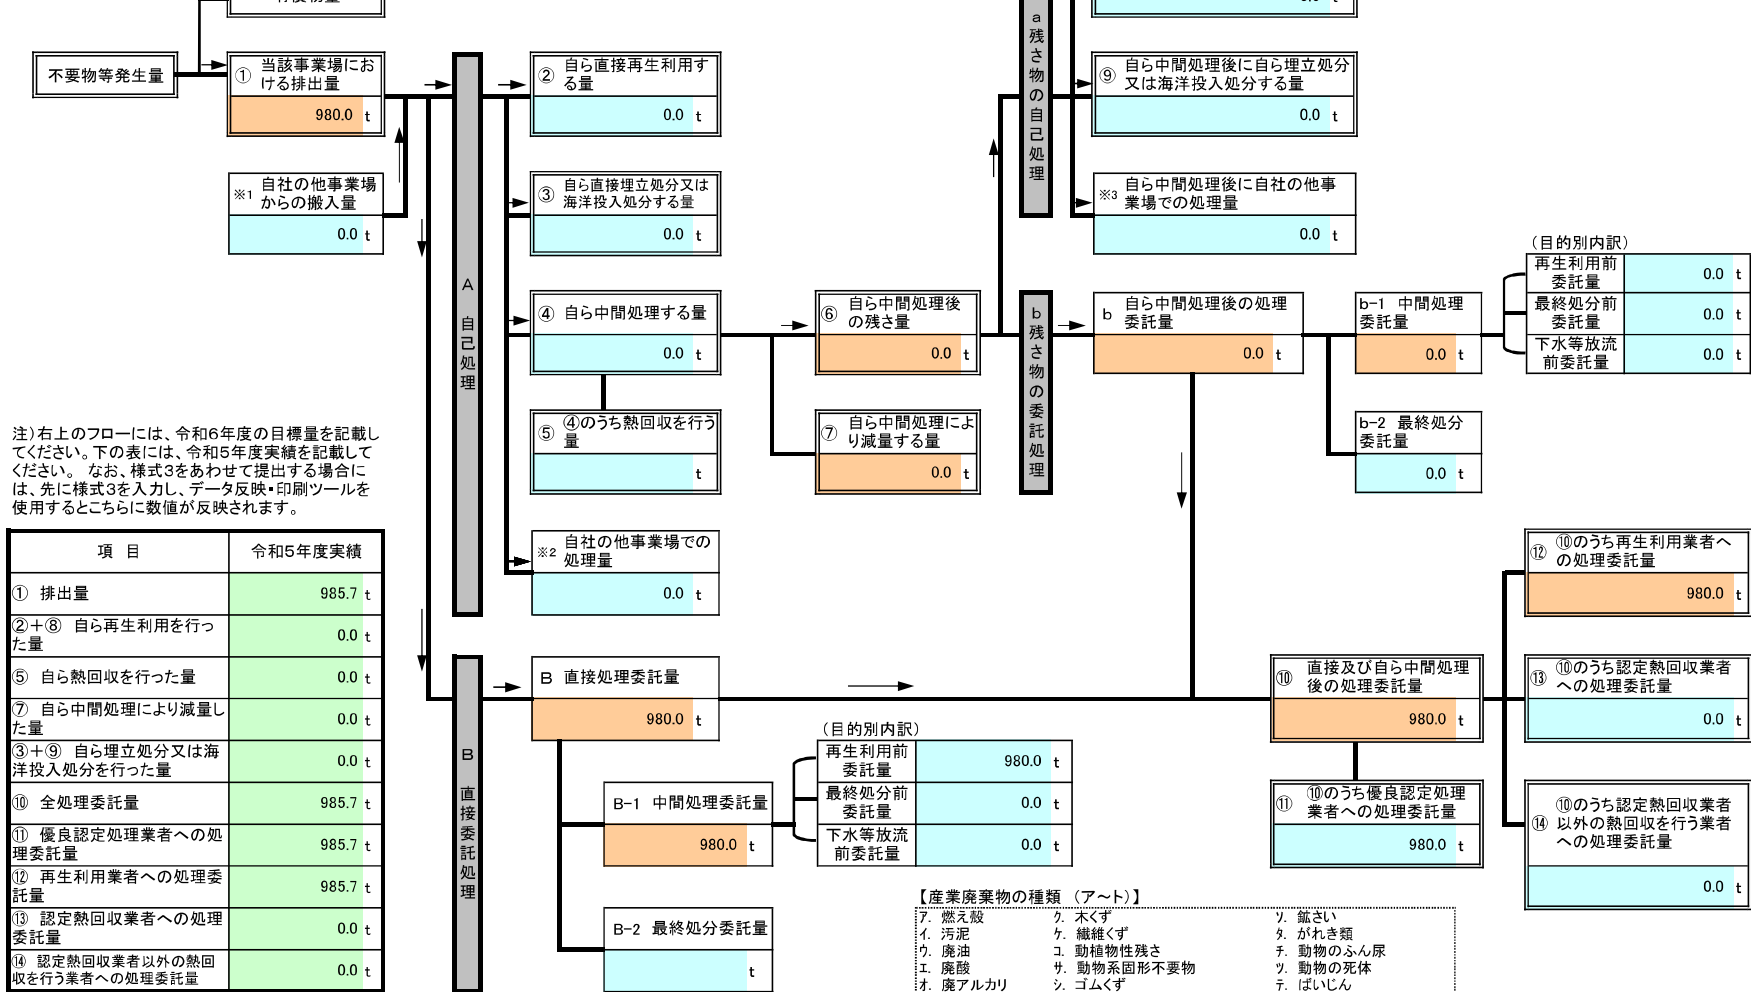 不要物等発生量
① 当該事業場にお
ける排出量
980.0 t
※1 自社の他事業場
からの搬入量
0.0 t
A 自己処理
② 自ら直接再生利用す
る量
0.0 t
③ 自ら直接埋立処分又は
海洋投入処分する量
0.0 t
④ 自ら中間処理する量
0.0 t
⑤ ④のうち熱回収を行う
量
t
※2 自社の他事業場での
処理量
0.0 t
⑥ 自ら中間処理後
の残さ量
0.0 t
⑦ 自ら中間処理によ
り減量する量
0.0 t
a 残さ物の自己処理
t
⑨ 自ら中間処理後に自ら埋立処分
又は海洋投入処分する量
0.0 t
※3 自ら中間処理後に自社の他事
業場での処理量
0.0 t
b 残さ物の委託処理
b 自ら中間処理後の処理
委託量
0.0 t
b-1 中間処理
委託量
0.0 t
b-2 最終処分
委託量
0.0 t
（目的別内訳）
再生利用前
委託量 0.0 t
最終処分前
委託量 0.0 t
下水等放流
前委託量 0.0 t
注）右上のフローには、令和6年度の目標量を記載し
てください。下の表には、令和5年度実績を記載して
ください。 なお、様式3をあわせて提出する場合に
は、先に様式3を入力し、データ反映・印刷ツールを
使用するとこちらに数値が反映されます。
項 目 令和5年度実績
① 排出量 985.7 t
②＋⑧ 自ら再生利用を行っ
た量 0.0 t
⑤ 自ら熱回収を行った量 0.0 t
⑦ 自ら中間処理により減量し
た量 0.0 t
③＋⑨ 自ら埋立処分又は海
洋投入処分を行った量 0.0 t
⑩ 全処理委託量 985.7 t
⑪ 優良認定処理業者への処
理委託量 985.7 t
⑫ 再生利用業者への処理委
託量 985.7 t
⑬ 認定熱回収業者への処理
委託量 0.0 t
⑭ 認定熱回収業者以外の熱回
収を行う業者への処理委託量 0.0 t
B 直接委託処理
B 直接処理委託量
980.0 t
B-1 中間処理委託量
980.0 t
B-2 最終処分委託量
t
（目的別内訳）
再生利用前
委託量 980.0 t
最終処分前
委託量 0.0 t
下水等放流
前委託量 0.0 t
⑩ 直接及び自ら中間処理
後の処理委託量
980.0 t
⑪ ⑩のうち優良認定処理
業者への処理委託量
980.0 t
⑫ ⑩のうち再生利用業者へ
の処理委託量
980.0 t
⑬ ⑩のうち認定熱回収業者
への処理委託量
0.0 t
⑭ ⑩のうち認定熱回収業者
以外の熱回収を行う業者
への処理委託量
0.0 t
【産業廃棄物の種類 （ア～ト）】
ア. 燃え殻 ク. 木くず ソ. 鉱さい
イ. 汚泥 ケ. 繊維くず タ. がれき類
ウ. 廃油 コ. 動植物性残さ チ. 動物のふん尿
エ. 廃酸 サ. 動物系固形不要物 ツ. 動物の死体
オ. 廃アルカリ シ. ゴムくず テ. ばいじん